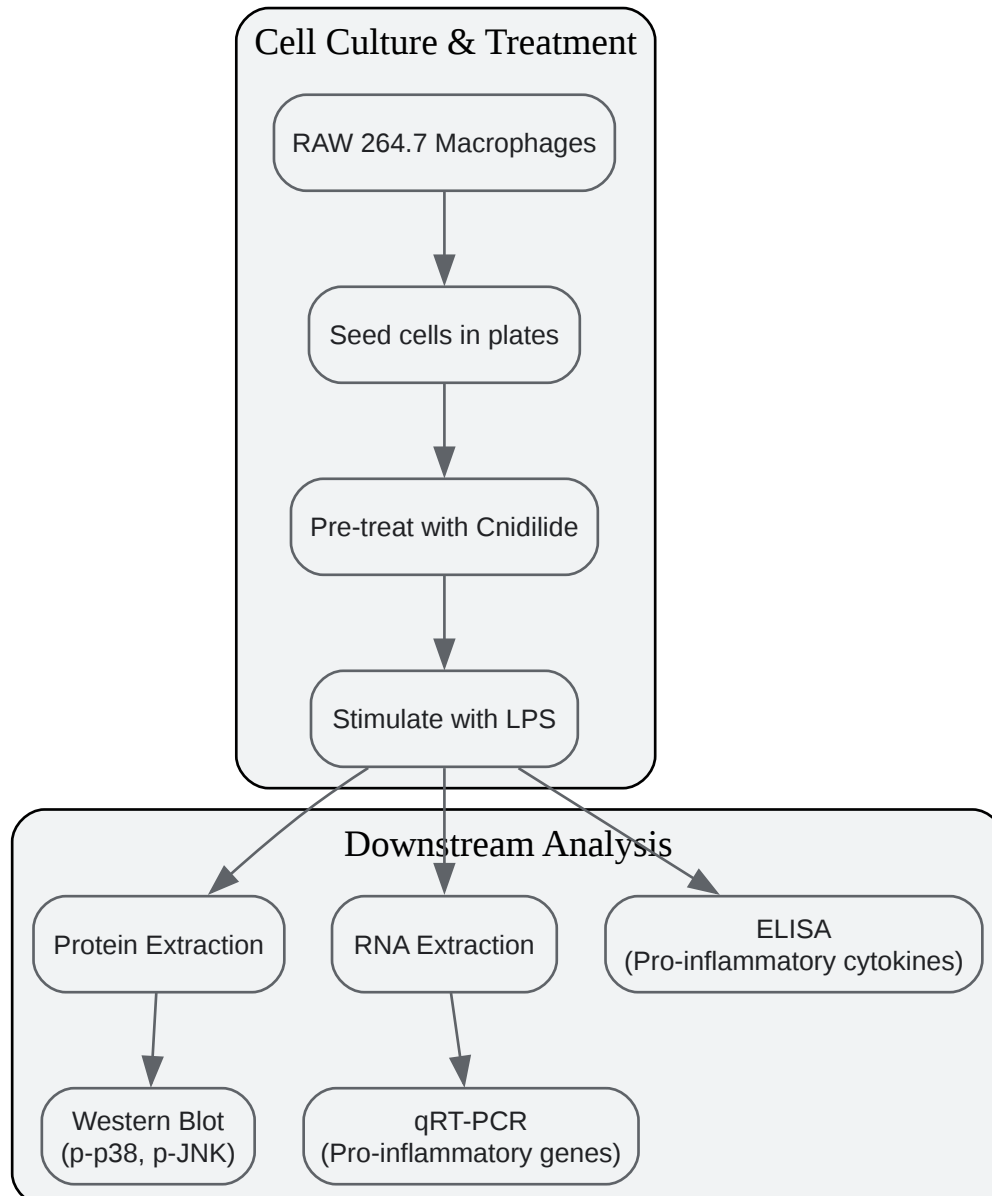 Cell Culture & Treatment
RAW 264.7 Macrophages
Seed cells in plates
Pre-treat with Cnidilide
Stimulate with LPS
Downstream Analysis
Protein Extraction
RNA Extraction
ELISA
(Pro-inflammatory cytokines)
Western Blot
(p-p38, p-JNK)
qRT-PCR
(Pro-inflammatory genes)